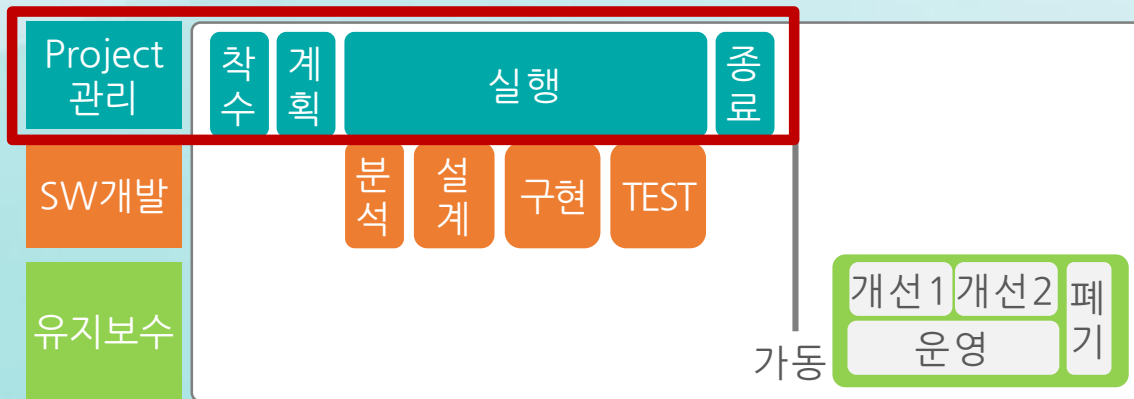 Project
관리
착
수
계
획
실행
종
료
SW개발
분
석
설
계
구현
TEST
유지보수
가동
개선1
개선2
운영
폐
기